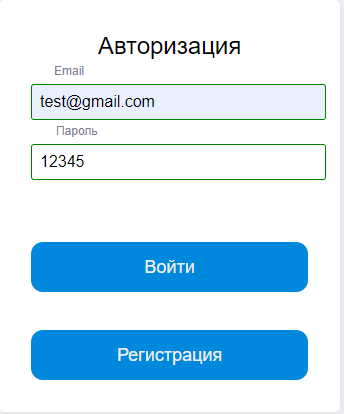 Авторизация
Email
test@gmail.com
Пароль
12345
Войти
Регистрация